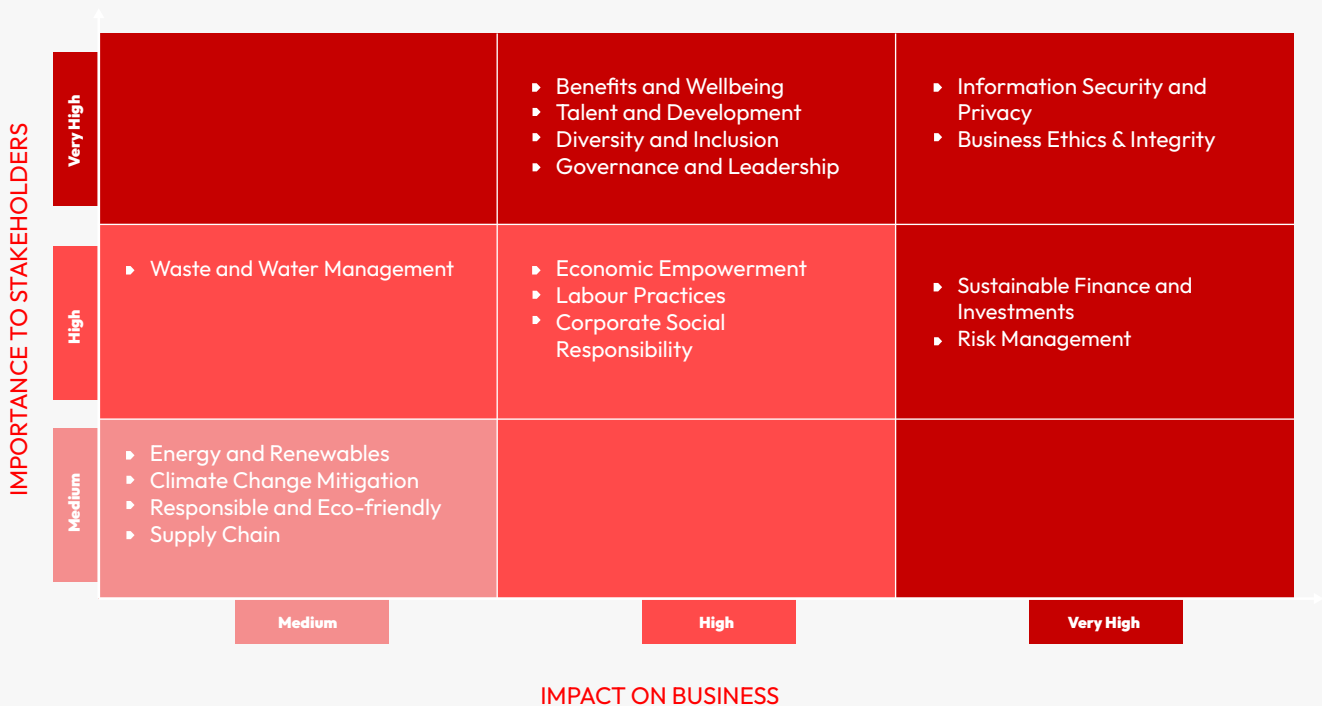 IMPORTANCE TO STAKEHOLDERS
Very High
Benefits and Wellbeing
Talent and Development
Diversity and Inclusion
Governance and Leadership
Information Security and
Privacy
Business Ethics & Integrity
High
Waste and Water Management
Economic Empowerment
Labour Practices
Corporate Social
Responsibility
Sustainable Finance and
Investments
Risk Management
Medium
Energy and Renewables
Climate Change Mitigation
Responsible and Eco-friendly
Supply Chain
Medium
High
Very High
IMPACT ON BUSINESS